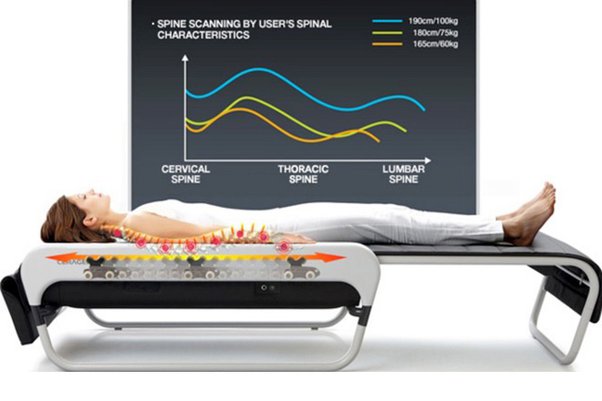 • SPINE SCANNING BY USER'S SPINAL
CHARACTERISTICS
190cm/100kg
180cm/75kg
165cm/60kg
CERVICAL
SPINE
THORACIC
SPINE
LUMBAR
SPINE